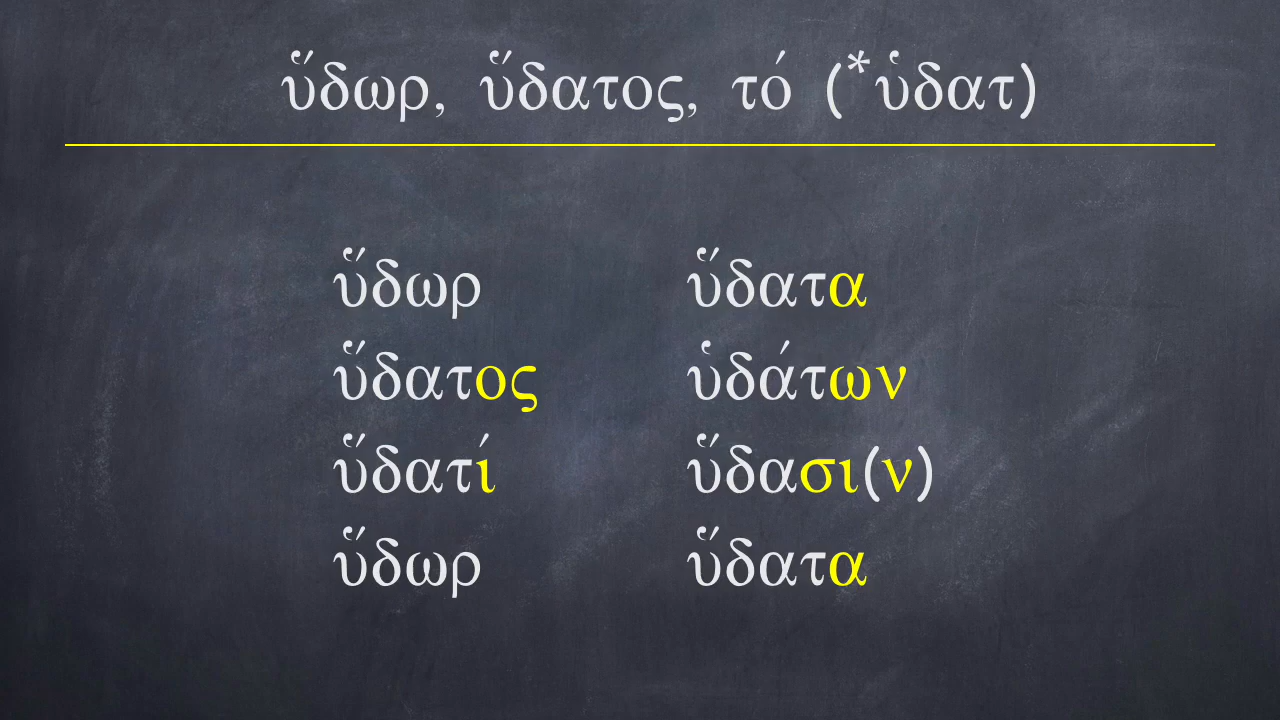 ὕδωρ, ὕδατος, τό (*ὑδατ)
ὕδωρ ὕδατα
ὕδατος ὑδάτων
ὕδατί ὕδασι(ν)
ὕδωρ ὕδατα